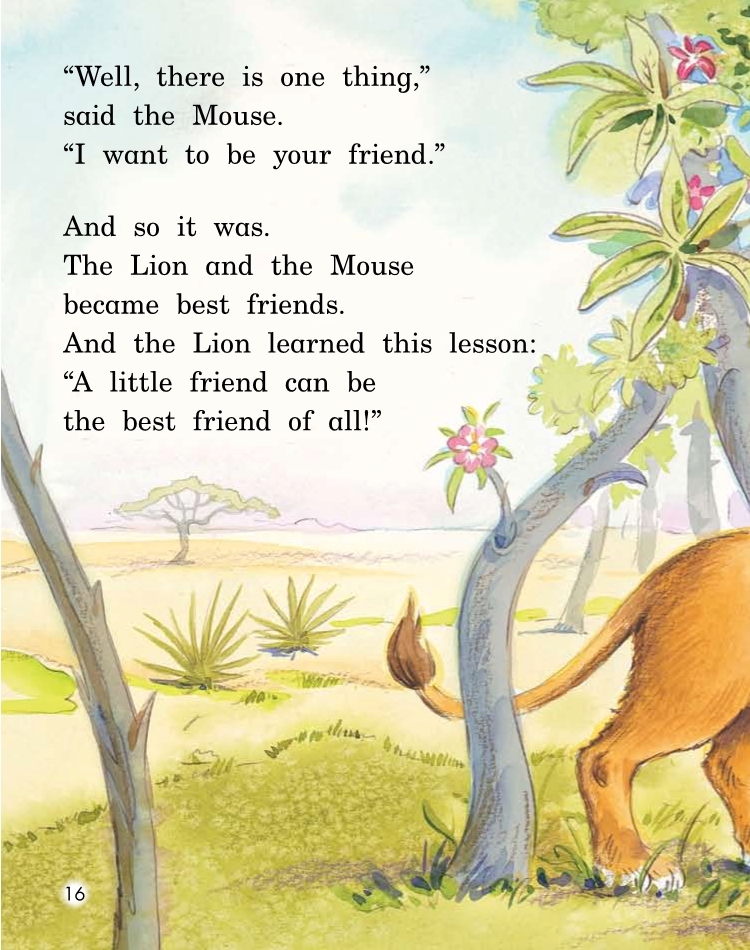 “Well, there is one thing,”
said the Mouse.
“I want to be your friend.”
And so it was.
The Lion and the Mouse
became best friends.
And the Lion learned this lesson:
“A little friend can be
the best friend of all!”
16